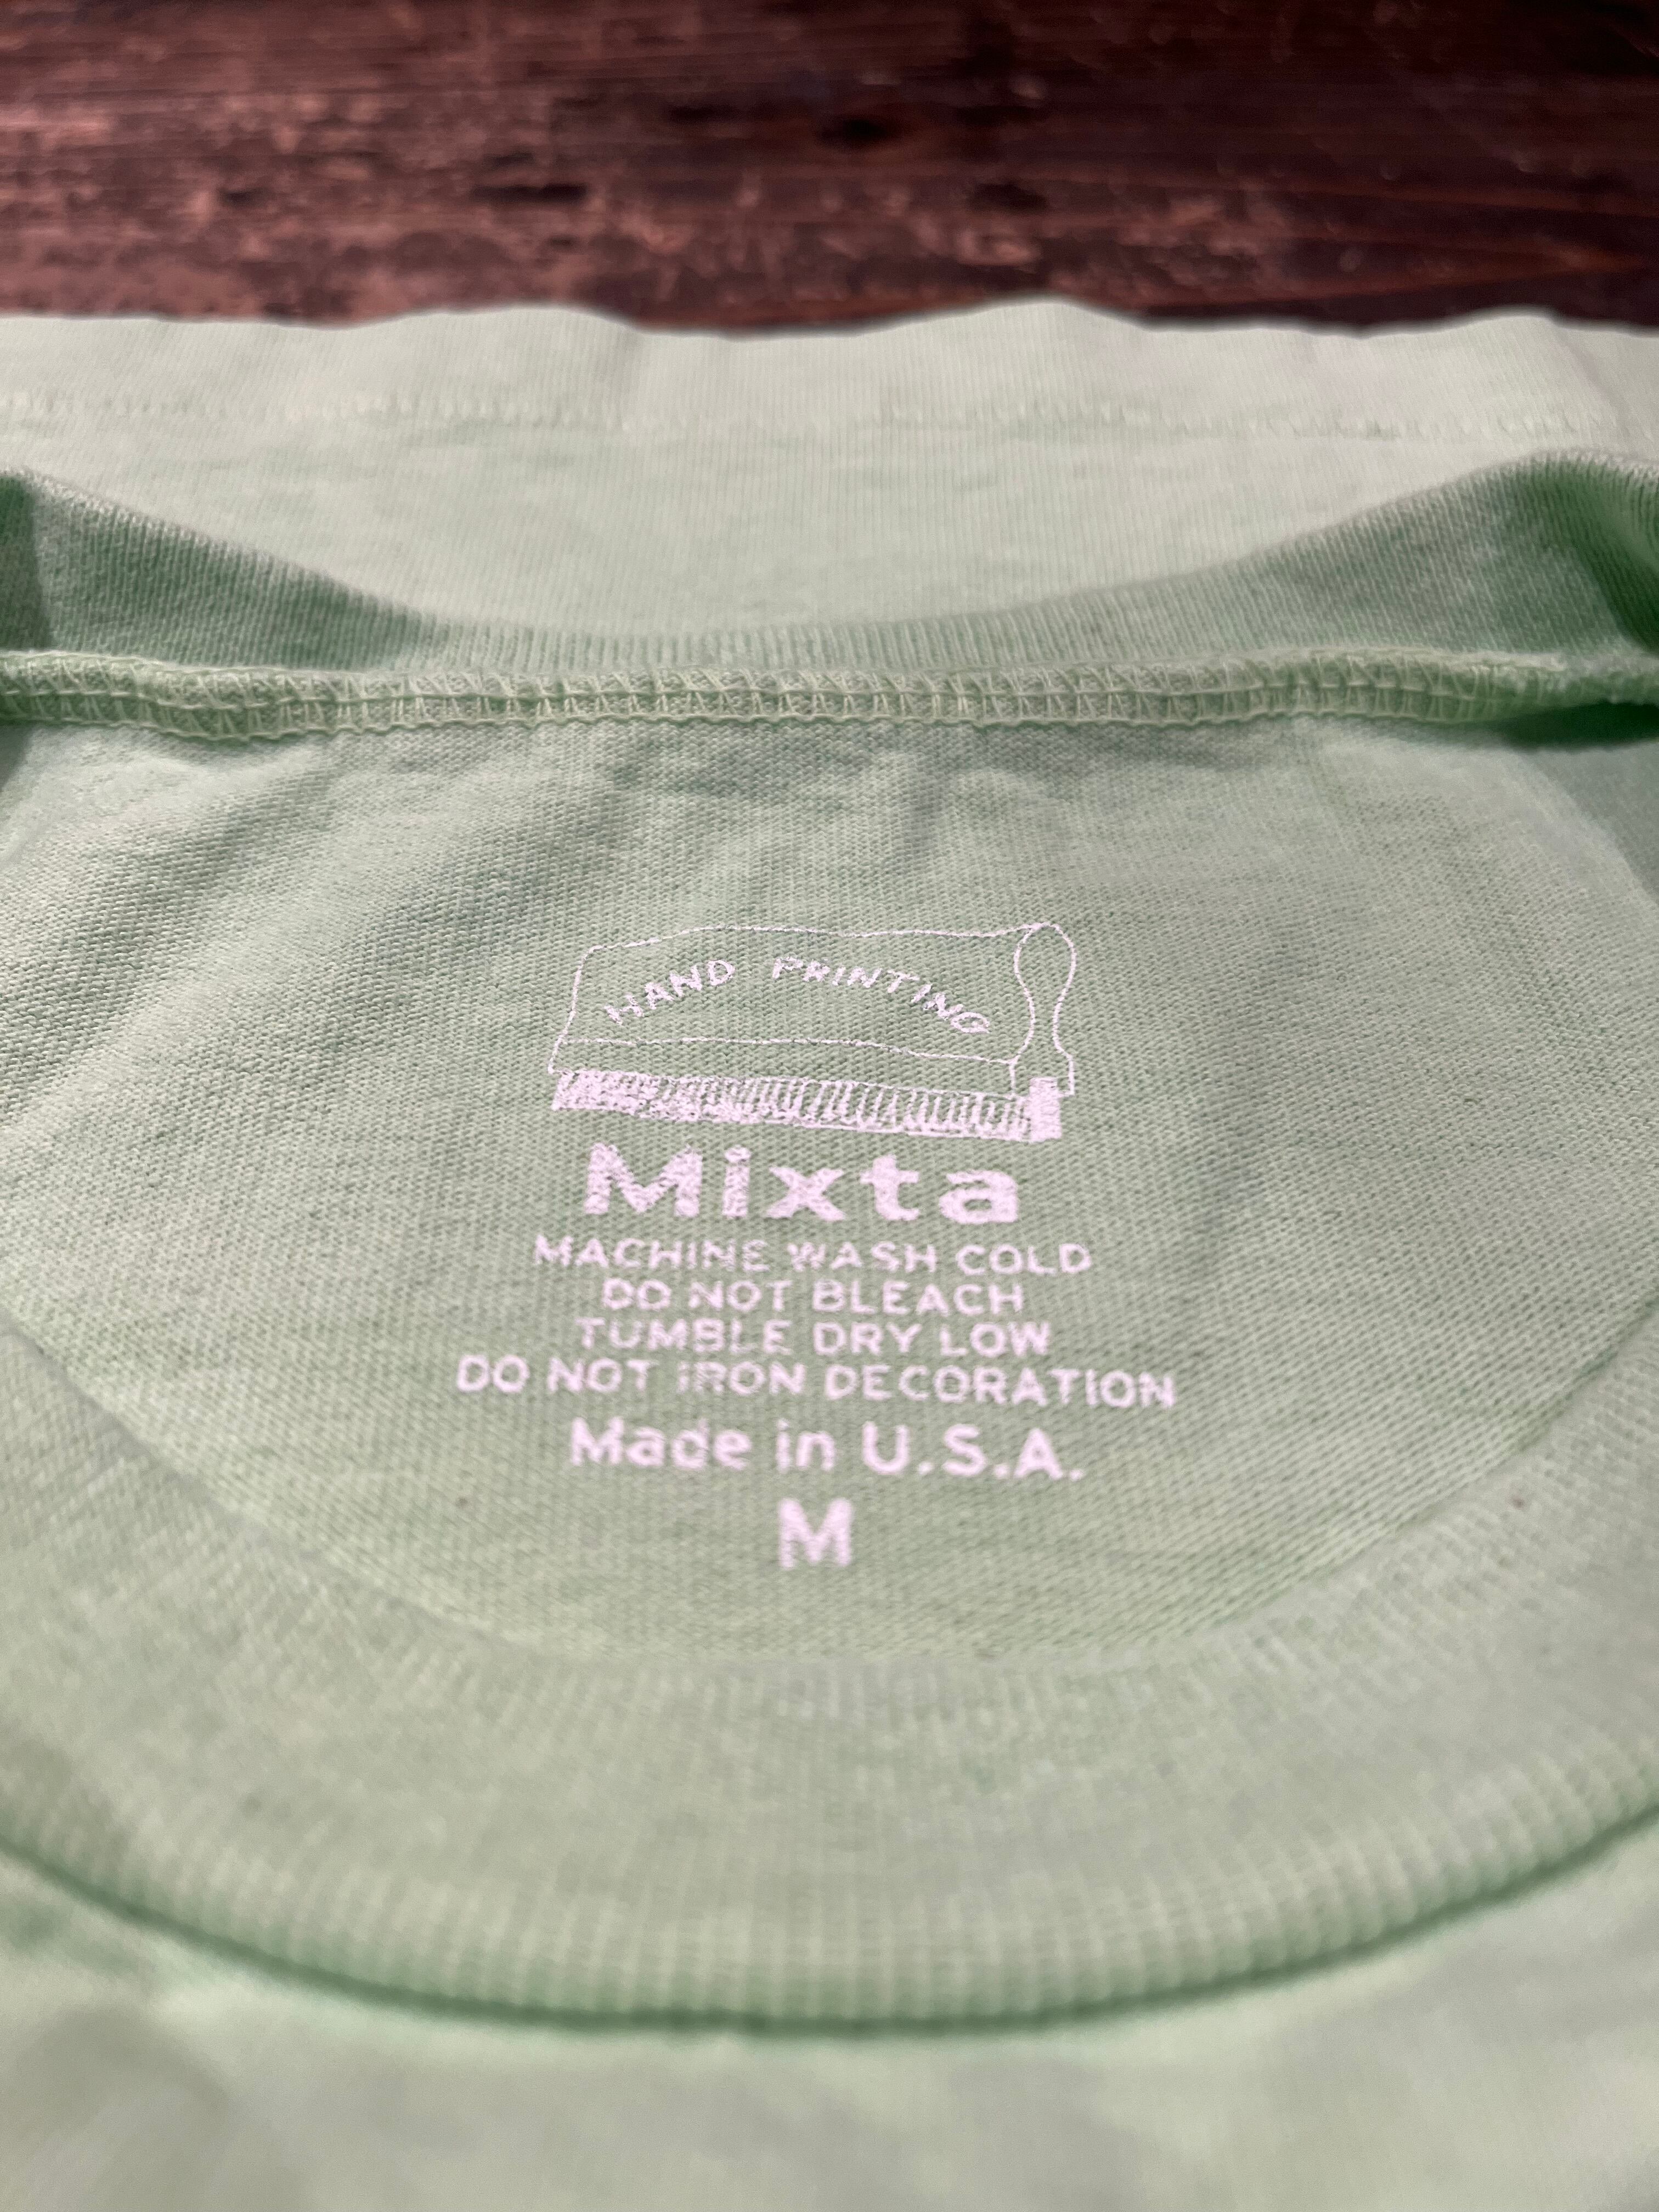 HAND PRINTING
Mixta
MACHINE WASH COLD
DO NOT BLEACH
TUMBLE DRY LOW
DO NOT IRON DECORATION
Made in U.S.A.
M